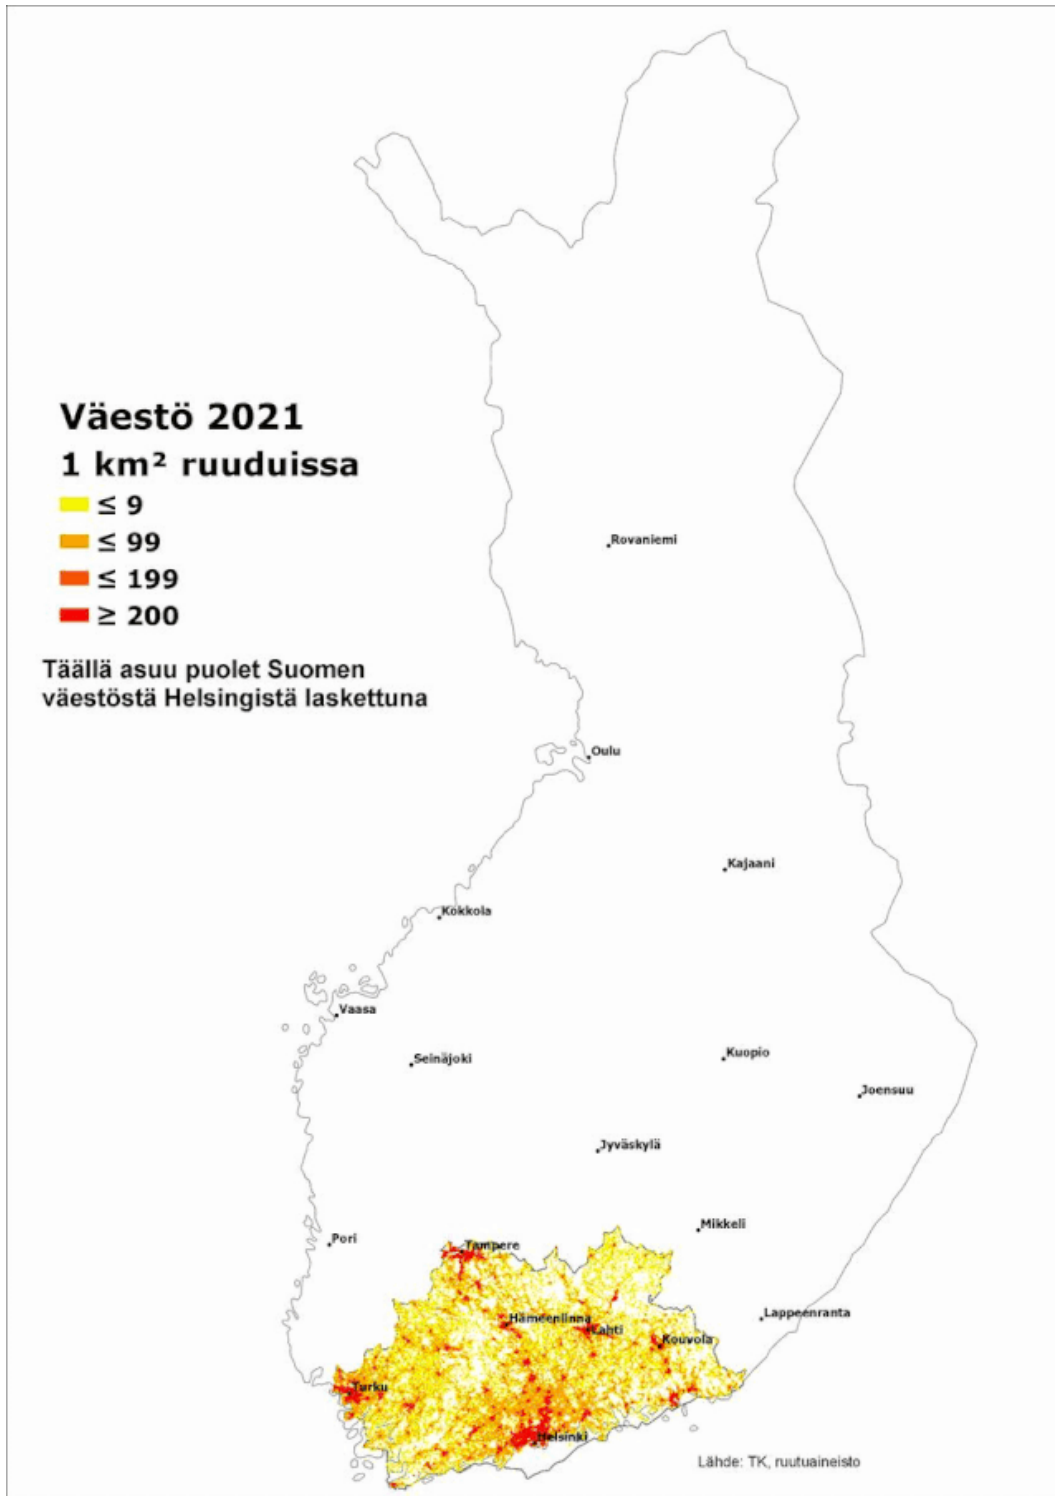 Väestö 2021
1 km² ruuduissa
≤ 9
≤ 99
≤ 199
≥ 200
Täällä asuu puolet Suomen
väestöstä Helsingistä laskettuna
Rovaniemi
Oulu
Kajaani
Kokkola
Vaasa
Seinäjoki
Kuopio
Joensuu
Jyväskylä
Mikkeli
Pori
Tampere
Lappeenranta
Hämeenlinna
Lahti
Kouvola
Turku
Helsinki
Lähde: TK, ruutuaineisto